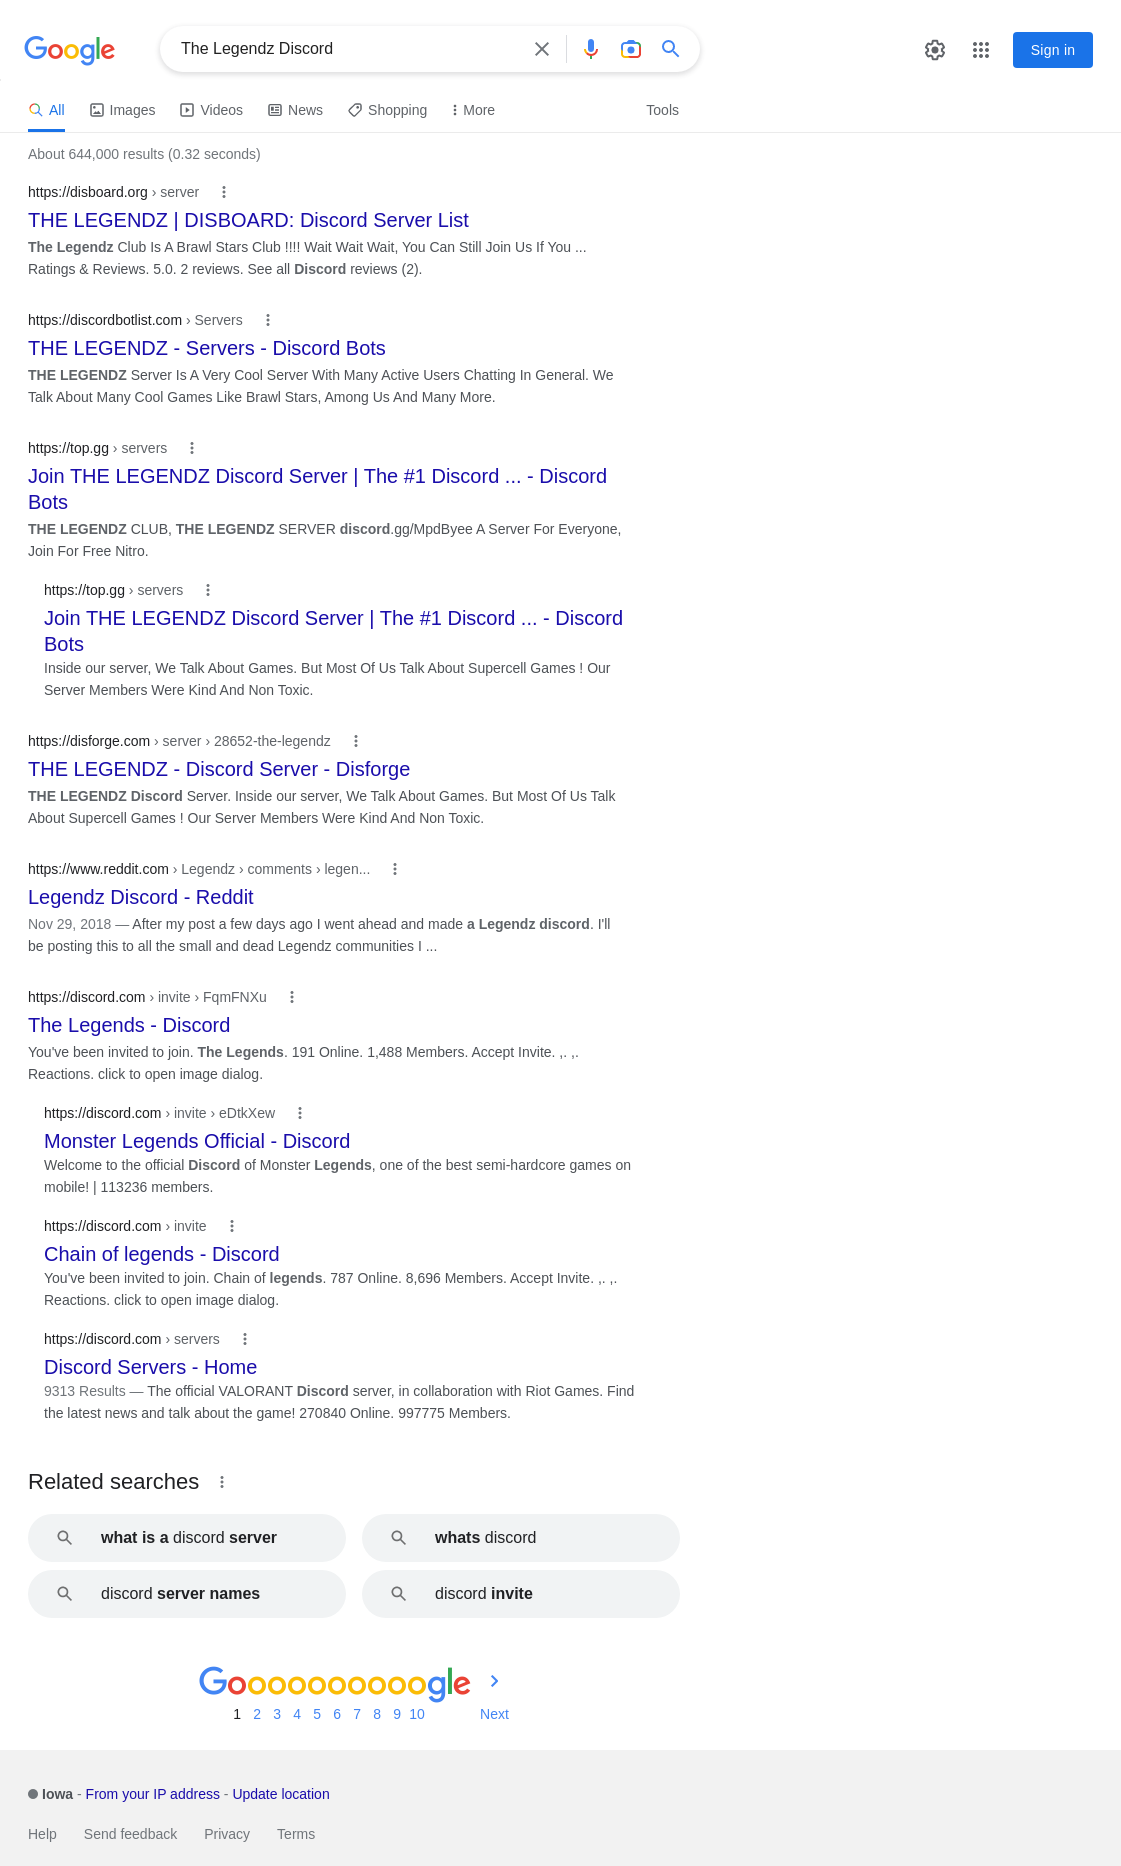 Google
The Legendz Discord
Sign in
All Images Videos News Shopping More Tools
About 644,000 results (0.32 seconds)
https://disboard.org › server
THE LEGENDZ | DISBOARD: Discord Server List
The Legendz Club Is A Brawl Stars Club !!!! Wait Wait Wait, You Can Still Join Us If You ...
Ratings & Reviews. 5.0. 2 reviews. See all Discord reviews (2).
https://discordbotlist.com › Servers
THE LEGENDZ - Servers - Discord Bots
THE LEGENDZ Server Is A Very Cool Server With Many Active Users Chatting In General. We
Talk About Many Cool Games Like Brawl Stars, Among Us And Many More.
https://top.gg › servers
Join THE LEGENDZ Discord Server | The #1 Discord ... - Discord
Bots
THE LEGENDZ CLUB, THE LEGENDZ SERVER discord.gg/MpdByee A Server For Everyone,
Join For Free Nitro.
https://top.gg › servers
Join THE LEGENDZ Discord Server | The #1 Discord ... - Discord
Bots
Inside our server, We Talk About Games. But Most Of Us Talk About Supercell Games ! Our
Server Members Were Kind And Non Toxic.
https://disforge.com › server › 28652-the-legendz
THE LEGENDZ - Discord Server - Disforge
THE LEGENDZ Discord Server. Inside our server, We Talk About Games. But Most Of Us Talk
About Supercell Games ! Our Server Members Were Kind And Non Toxic.
https://www.reddit.com › Legendz › comments › legen...
Legendz Discord - Reddit
Nov 29, 2018 — After my post a few days ago I went ahead and made a Legendz discord. I'll
be posting this to all the small and dead Legendz communities I ...
https://discord.com › invite › FqmFNXu
The Legends - Discord
You've been invited to join. The Legends. 191 Online. 1,488 Members. Accept Invite. ,. ,.
Reactions. click to open image dialog.
https://discord.com › invite › eDtkXew
Monster Legends Official - Discord
Welcome to the official Discord of Monster Legends, one of the best semi-hardcore games on
mobile! | 113236 members.
https://discord.com › invite
Chain of legends - Discord
You've been invited to join. Chain of legends. 787 Online. 8,696 Members. Accept Invite. ,. ,.
Reactions. click to open image dialog.
https://discord.com › servers
Discord Servers - Home
9313 Results — The official VALORANT Discord server, in collaboration with Riot Games. Find
the latest news and talk about the game! 270840 Online. 997775 Members.
Related searches
what is a discord server
whats discord
discord server names
discord invite
Goooooooooogle
1 2 3 4 5 6 7 8 9 10 Next
Iowa - From your IP address - Update location
Help Send feedback Privacy Terms